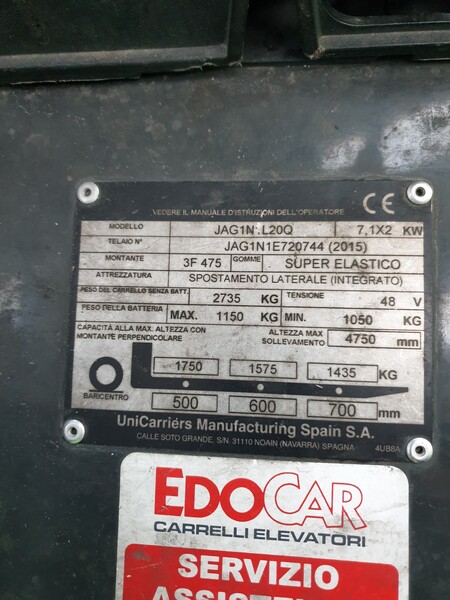 VEDERE IL MANUALE D'ISTRUZIONI DELL'OPERATORE
CE
MODELLO JAG1N1L20Q 7,1X2 KW
TELAIO N° JAG1N1E720744 (2015)
MONTANTE 3F 475 GOMME SUPER ELASTICO
ATTREZZATURA SPOSTAMENTO LATERALE (INTEGRATO)
PESO DEL CARRELLO SENZA BATT. 2735 KG TENSIONE 48 V
PESO DELLA BATTERIA MAX. 1150 KG MIN. 1050 KG
CAPACITÀ ALLA MAX. ALTEZZA CON MONTANTE PERPENDICOLARE
ALTEZZA MAX SOLLEVAMENTO 4750 mm
1750 1575 1435 KG
BARICENTRO
500 600 700 mm
UniCarriers Manufacturing Spain S.A.
CALLE SOTO GRANDE, S/N 31110 NOAIN (NAVARRA) SPAGNA 4UB8A
EDOCAR
CARRELLI ELEVATORI
SERVIZIO